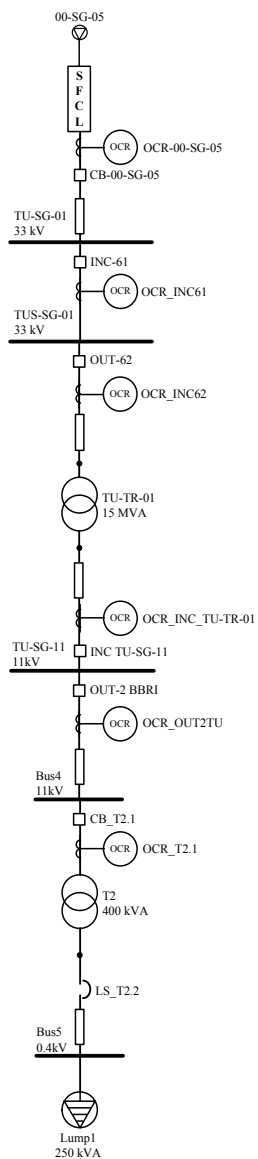 00-SG-05
S
F
C
L
OCR
OCR-00-SG-05
CB-00-SG-05
TU-SG-01
33 kV
INC-61
OCR
OCR_INC61
TUS-SG-01
33 kV
OUT-62
OCR
OCR_INC62
TU-TR-01
15 MVA
OCR
OCR_INC_TU-TR-01
TU-SG-11
11kV
INC TU-SG-11
OUT-2 BBRI
OCR
OCR_OUT2TU
Bus4
11kV
CB_T2.1
OCR
OCR_T2.1
T2
400 kVA
LS_T2.2
Bus5
0.4kV
Lump1
250 kVA